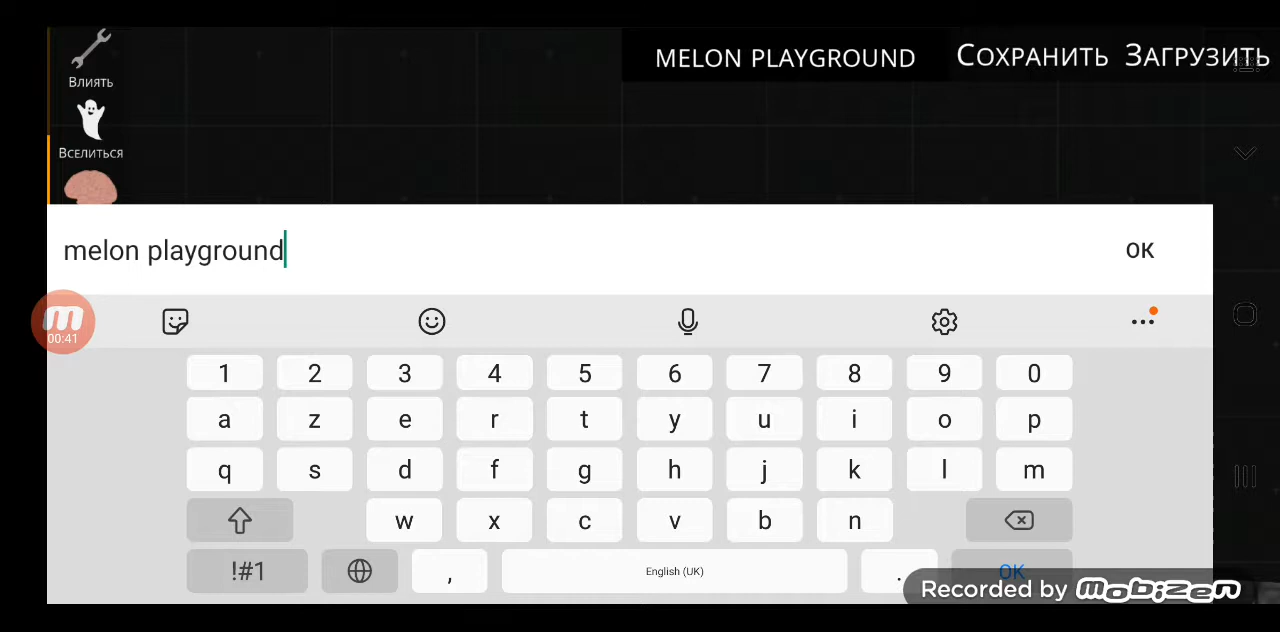 Влиять
MELON PLAYGROUND
Сохранить Загрузить
Вселиться
melon playground
OK
00:41
1 2 3 4 5 6 7 8 9 0
a z e r t y u i o p
q s d f g h j k l m
w x c v b n
!#1 , English (UK) . OK
Recorded by mobizen